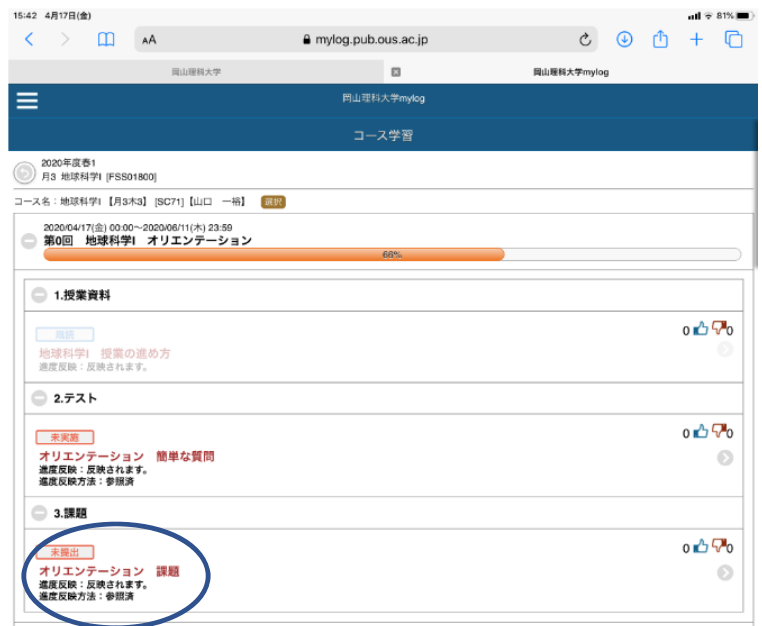 15:42 4月17日(金)
81%
AA
mylog.pub.ous.ac.jp
岡山理科大学
岡山理科大学mylog
岡山理科大学mylog
コース学習
2020年度春1
月3 地球科学I [FSS01800]
コース名：地球科学I 【月3木3】 [SC71] 【山口 一裕】 選択
2020/04/17(金) 00:00～2020/06/11(木) 23:59
第0回 地球科学I オリエンテーション
66%
1.授業資料
0 0
地球科学I 授業の進め方
進度反映：反映されます。
2.テスト
未実施
0 0
オリエンテーション 簡単な質問
進度反映：反映されます。
進度反映方法：参照済
3.課題
未提出
0 0
オリエンテーション 課題
進度反映：反映されます。
進度反映方法：参照済